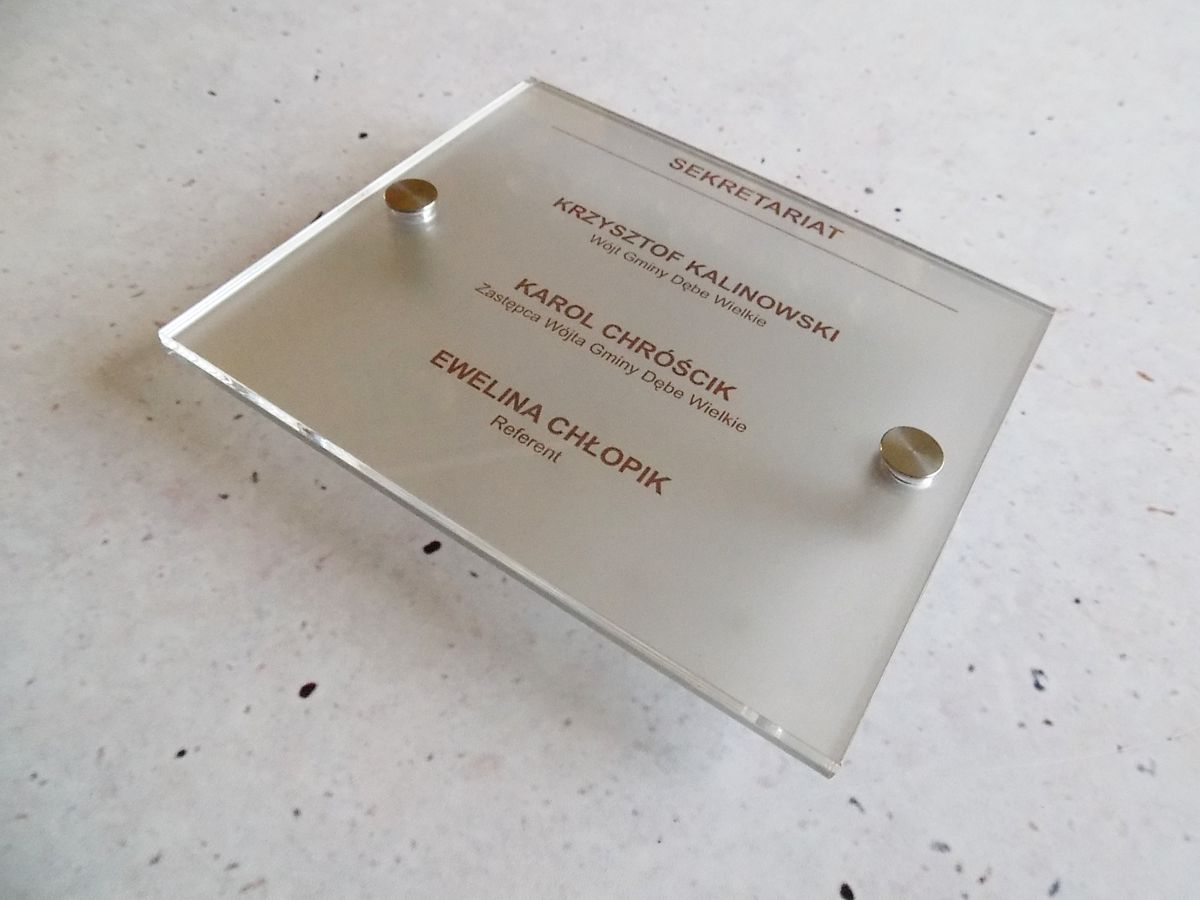 SEKRETARIAT
KRZYSZTOF KALINOWSKI
Wójt Gminy Dębe Wielkie
KAROL CHRÓŚCIK
Zastępca Wójta Gminy Dębe Wielkie
EWELINA CHŁOPIK
Referent